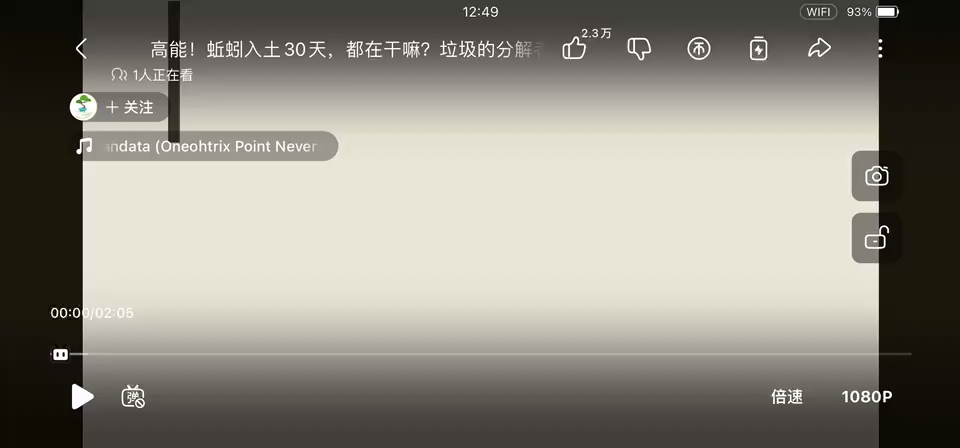 12:49
WIFI
93%
高能！蚯蚓入土30天，都在干嘛？垃圾的分解
2.3万
1人正在看
关注
andata (Oneohtrix Point Never
00:00/02:05
弹
倍速
1080P